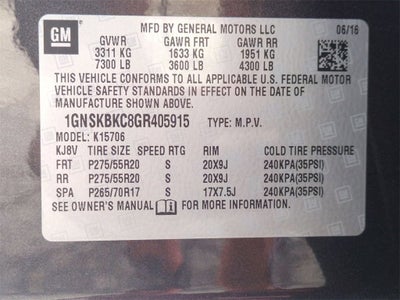 GM
MFD BY GENERAL MOTORS LLC
06/16
GVWR GAWR FRT GAWR RR
3311 KG 1633 KG 1951 KG
7300 LB 3600 LB 4300 LB
THIS VEHICLE CONFORMS TO ALL APPLICABLE U.S. FEDERAL MOTOR
VEHICLE SAFETY STANDARDS IN EFFECT ON THE DATE OF
MANUFACTURE SHOWN ABOVE.
1GNSKBKC8GR405915 TYPE: M.P.V.
MODEL: K15706
KJ8V TIRE SIZE SPEED RTG RIM COLD TIRE PRESSURE
FRT P275/55R20 S 20X9J 240KPA(35PSI)
RR P275/55R20 S 20X9J 240KPA(35PSI)
SPA P265/70R17 S 17X7.5J 240KPA(35PSI)
SEE OWNER'S MANUAL FOR MORE INFORMATION.